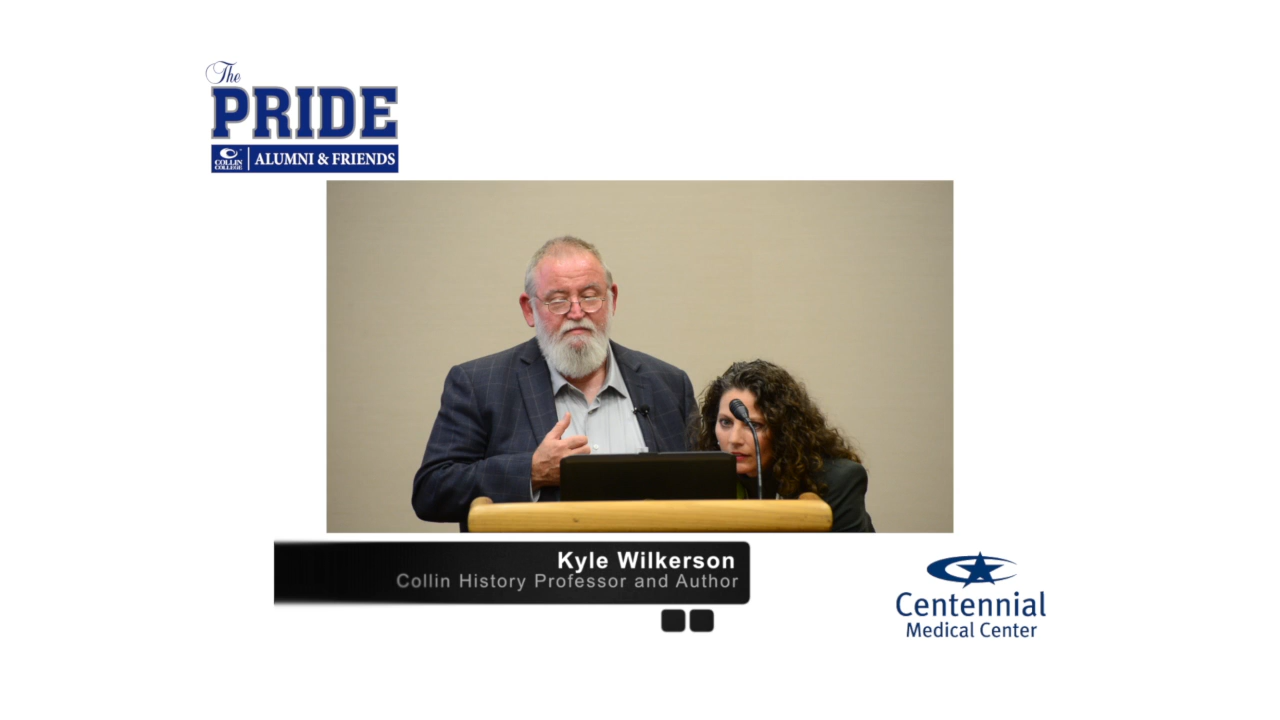 The
PRIDE
COLLIN
COLLEGE
ALUMNI & FRIENDS
Kyle Wilkerson
Collin History Professor and Author
Centennial
Medical Center